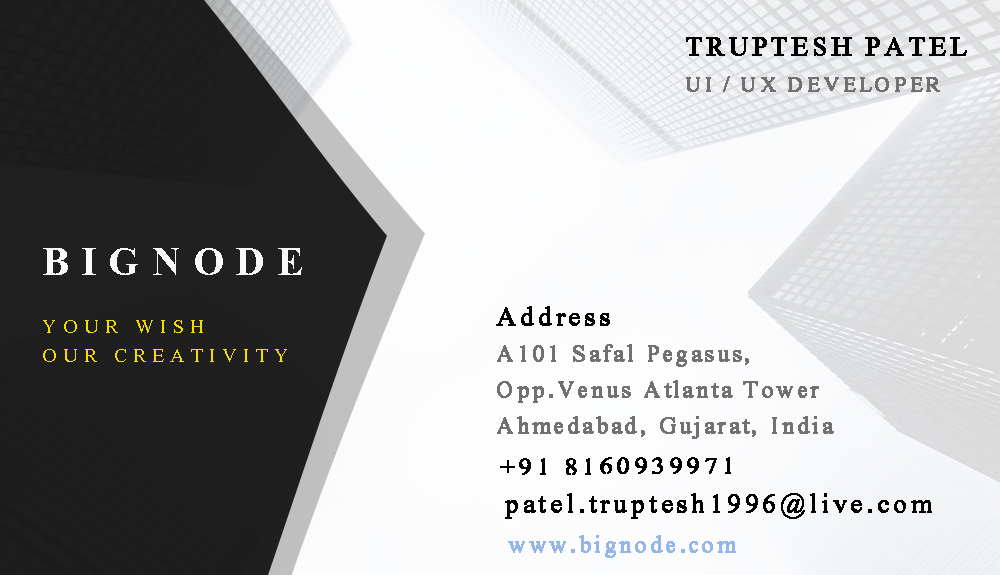 TRUPTESH PATEL
UI / UX DEVELOPER
BIGNODE
YOUR WISH
OUR CREATIVITY
Address
A101 Safal Pegasus,
Opp.Venus Atlanta Tower
Ahmedabad, Gujarat, India
+91 8160939971
patel.truptesh1996@live.com
www.bignode.com